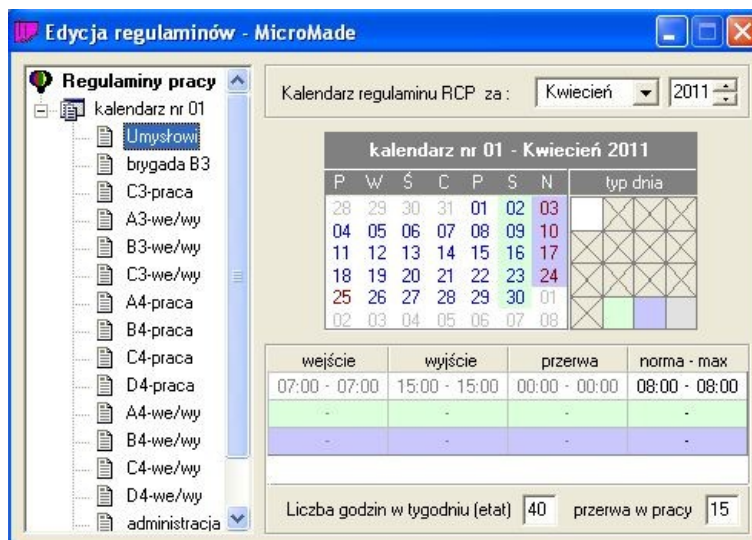 Edycja regulaminów - MicroMade
Regulaminy pracy
kalendarz nr 01
Umysłowi
brygada B3
C3-praca
A3-we/wy
B3-we/wy
C3-we/wy
A4-praca
B4-praca
C4-praca
D4-praca
A4-we/wy
B4-we/wy
C4-we/wy
D4-we/wy
administracja
Kalendarz regulaminu RCP za : Kwiecień 2011
kalendarz nr 01 - Kwiecień 2011
P W Ś C P S N typ dnia
28 29 30 31 01 02 03
04 05 06 07 08 09 10
11 12 13 14 15 16 17
18 19 20 21 22 23 24
25 26 27 28 29 30 01
02 03 04 05 06 07 08
wejście wyjście przerwa norma - max
07:00 - 07:00 15:00 - 15:00 00:00 - 00:00 08:00 - 08:00
- - - -
- - - -
Liczba godzin w tygodniu (etat) 40 przerwa w pracy 15